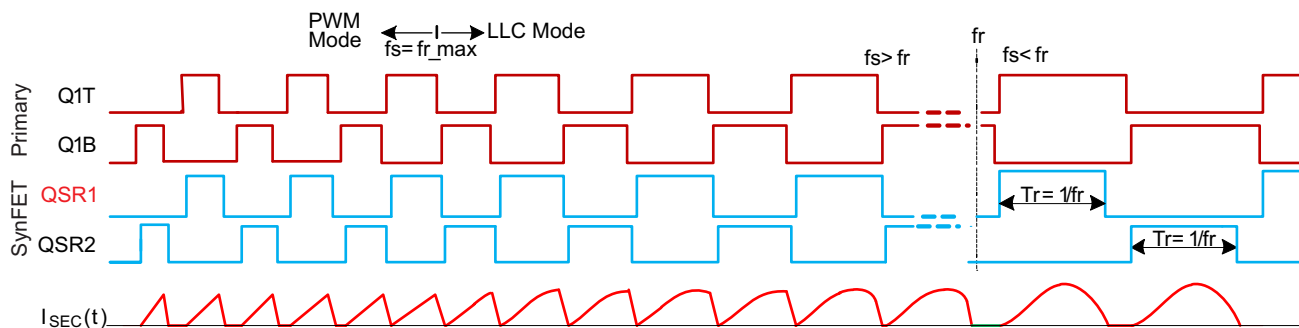 PWM Mode
LLC Mode
fs= fr_max
fr
fs> fr
fs< fr
Primary
Q1T
Q1B
SynFET
QSR1
QSR2
Tr= 1/fr
Tr= 1/fr
I SEC(t)